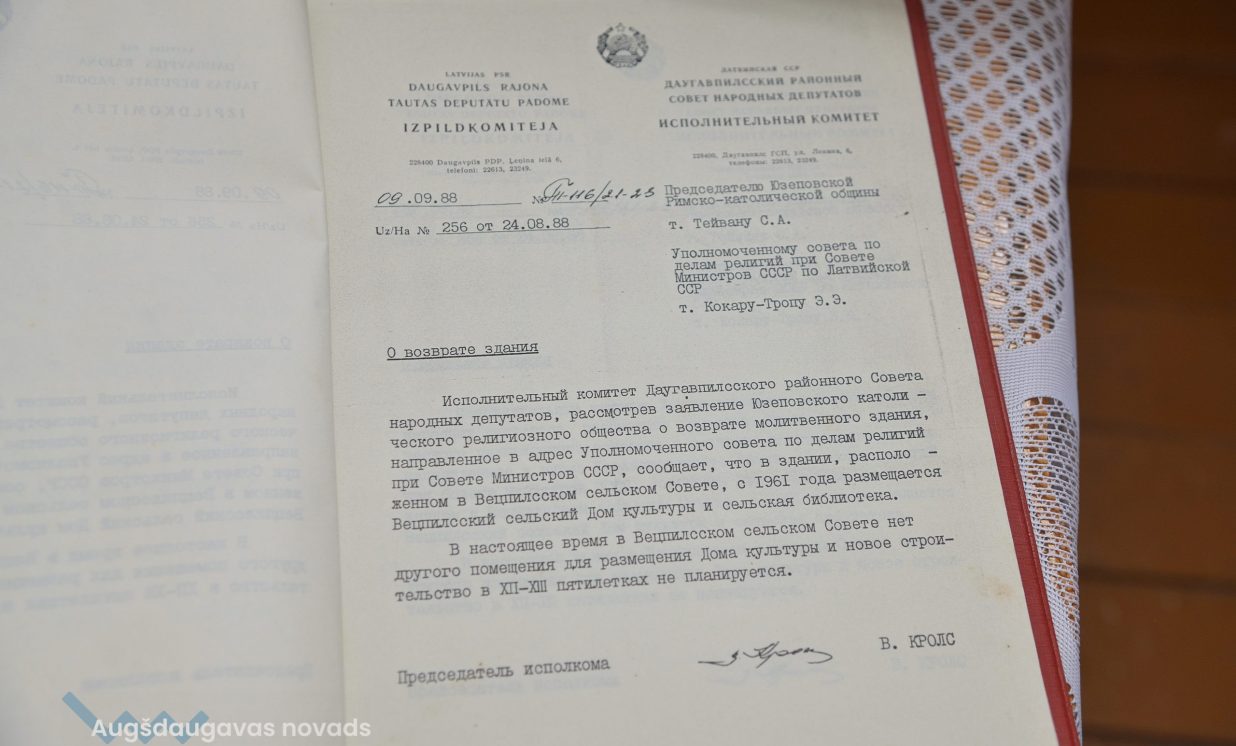 LATVIJAS PSR
DAUGAVPILS RAJONA
TAUTAS DEPUTATU PADOME
IZPILDKOMITEJA
228400 Daugavpils PDP, Ļeņina ielā 6,
telefoni: 22613, 23249.
ЛАТВИЙСКАЯ ССР
ДАУГАВПИЛССКИЙ РАЙОННЫЙ
СОВЕТ НАРОДНЫХ ДЕПУТАТОВ
ИСПОЛНИТЕЛЬНЫЙ КОМИТЕТ
228400, Даугавпилс ГСП, ул. Ленина, 6,
телефоны: 22613, 23249.
09.09.88 № -116/21-23
Uz/На № 256 от 24.08.88
Председателю Юзеповской
Римско-католической общины
т. Тейвану С.А.
Уполномоченному совета по
делам религий при Совете
Министров СССР по Латвийской
ССР
т. Кокару-Тропу Э.Э.
О возврате здания
Исполнительный комитет Даугавпилсского районного Совета
народных депутатов, рассмотрев заявление Юзеповского католи-
ческого религиозного общества о возврате молитвенного здания,
направленное в адрес Уполномоченного совета по делам религий
при Совете Министров СССР, сообщает, что в здании, располо -
женном в Вецпилсском сельском Совете, с 1961 года размещается
Вецпилсский сельский Дом культуры и сельская библиотека.
В настоящее время в Вецпилсском сельском Совете нет
другого помещения для размещения Дома культуры и новое строи-
тельство в ХП-ХIII пятилетках не планируется.
Председатель исполкома
В. КРОЛС
Augšdaugavas novads